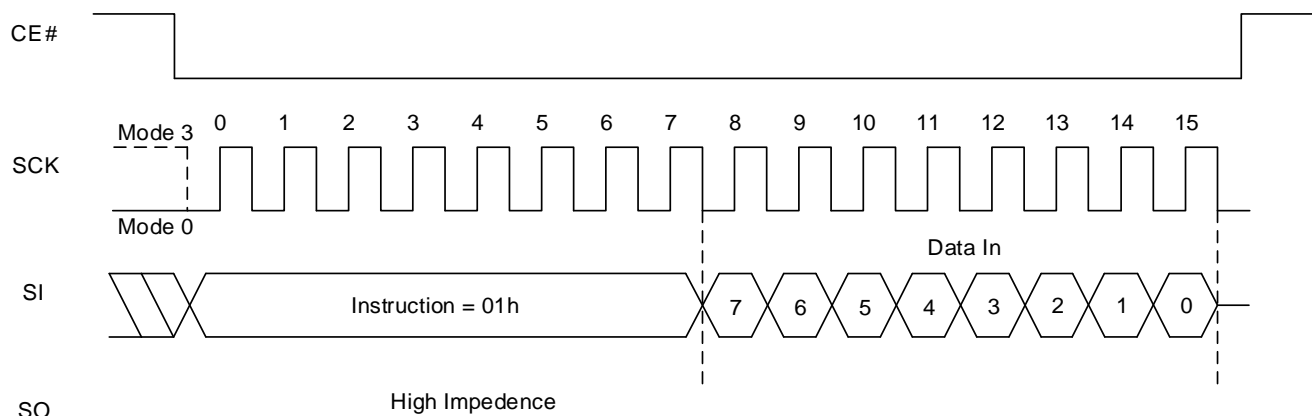 CE#
Mode 3
0 1 2 3 4 5 6 7 8 9 10 11 12 13 14 15
SCK
Mode 0
Data In
SI
Instruction = 01h
7 6 5 4 3 2 1 0
High Impedence
SO